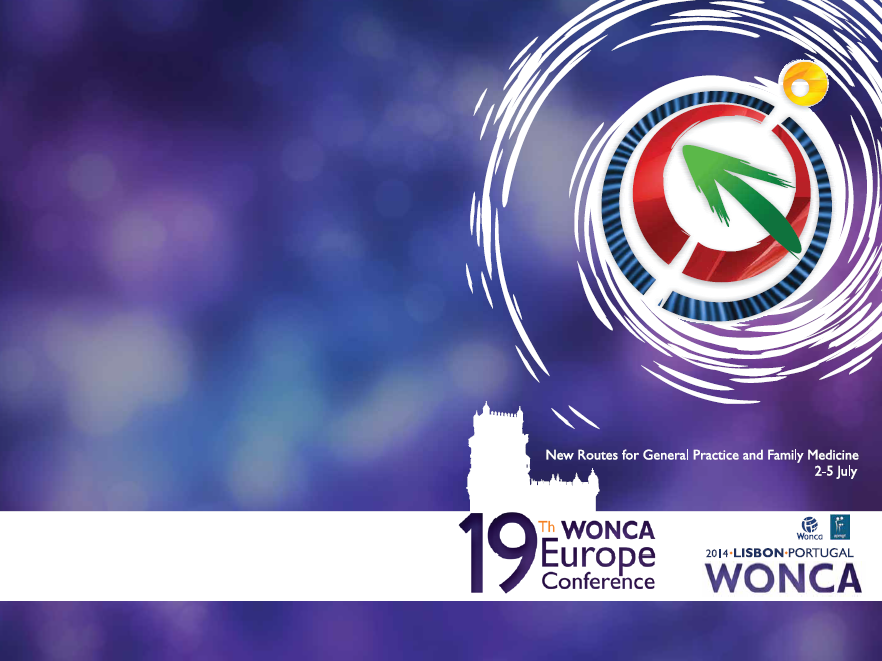 New Routes for General Practice and Family Medicine
2-5 July
19Th WONCA
Europe
Conference
Wonca
2014·LISBON·PORTUGAL
WONCA